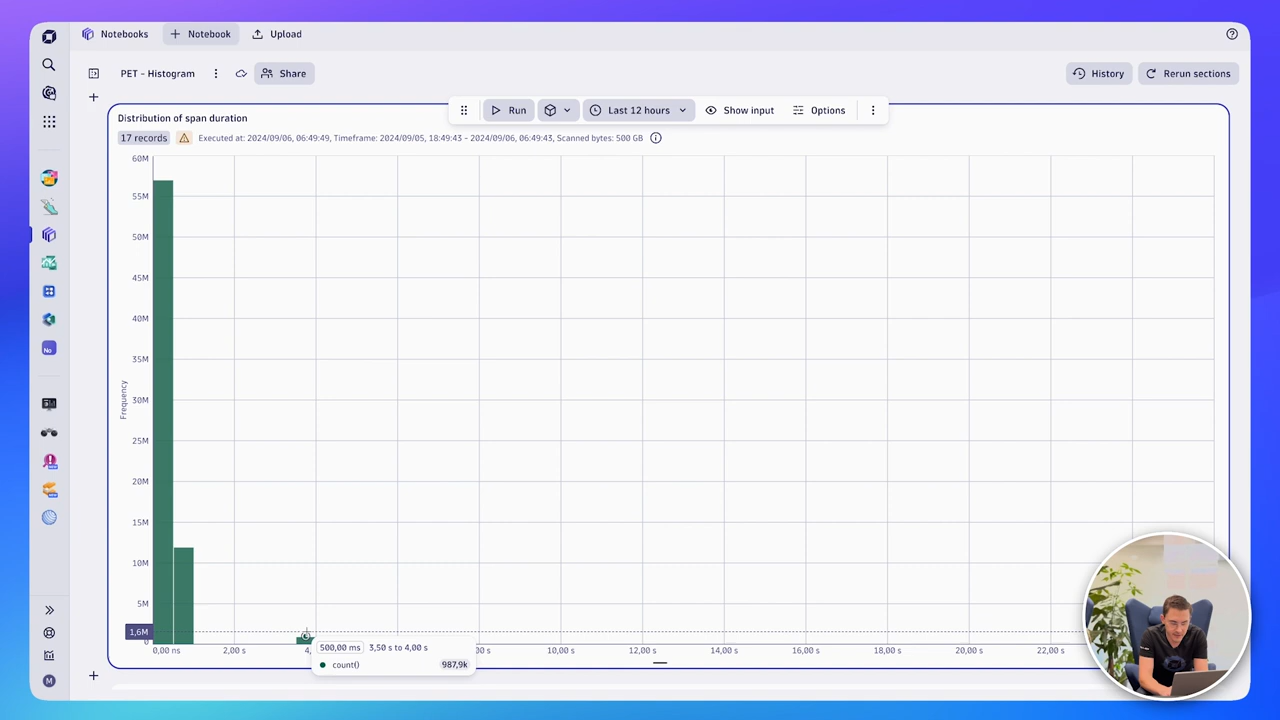 Notebooks
Notebook
Upload
PET - Histogram
Share
History
Rerun sections
Run
Last 12 hours
Show input
Options
Distribution of span duration
17 records
Executed at: 2024/09/06, 06:49:49, Timeframe: 2024/09/05, 18:49:43 - 2024/09/06, 06:49:43, Scanned bytes: 500 GB
60M
55M
50M
45M
40M
35M
30M
25M
20M
15M
10M
5M
1,6M
0
Frequency
0,00 ns
2,00 s
4,
00 s
10,00 s
12,00 s
14,00 s
16,00 s
18,00 s
20,00 s
22,00 s
500,00 ms 3,50 s to 4,00 s
count() 987,9k
No
M